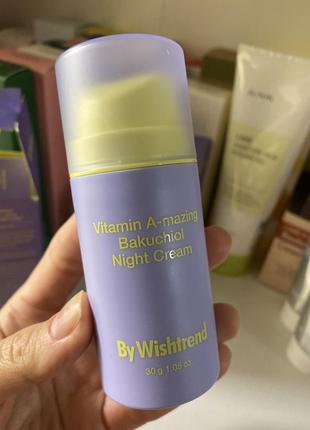 Vitamin A-mazing
Bakuchiol
Night Cream
By Wishtrend
30 g 1.05 oz.